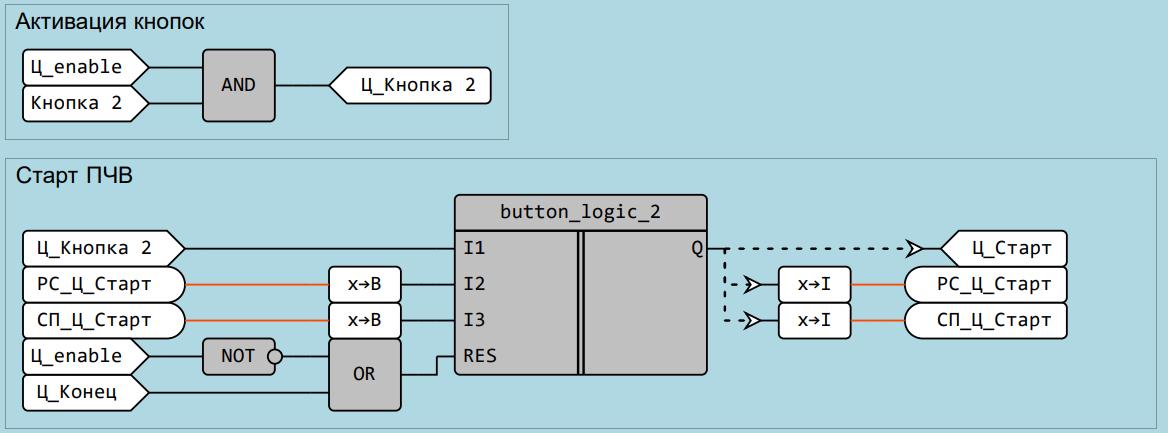 Активация кнопок
Ц_enable
Кнопка 2
AND
Ц_Кнопка 2
Старт ПЧВ
button_logic_2
Ц_Кнопка 2
I1
Q
Ц_Старт
РС_Ц_Старт
x→B
I2
x→I
РС_Ц_Старт
СП_Ц_Старт
x→B
I3
x→I
СП_Ц_Старт
Ц_enable
NOT
OR
RES
Ц_Конец